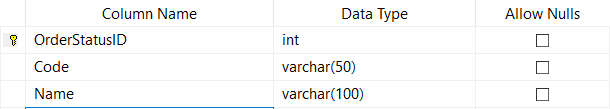 Column Name Data Type Allow Nulls
OrderStatusID int
Code varchar(50)
Name varchar(100)